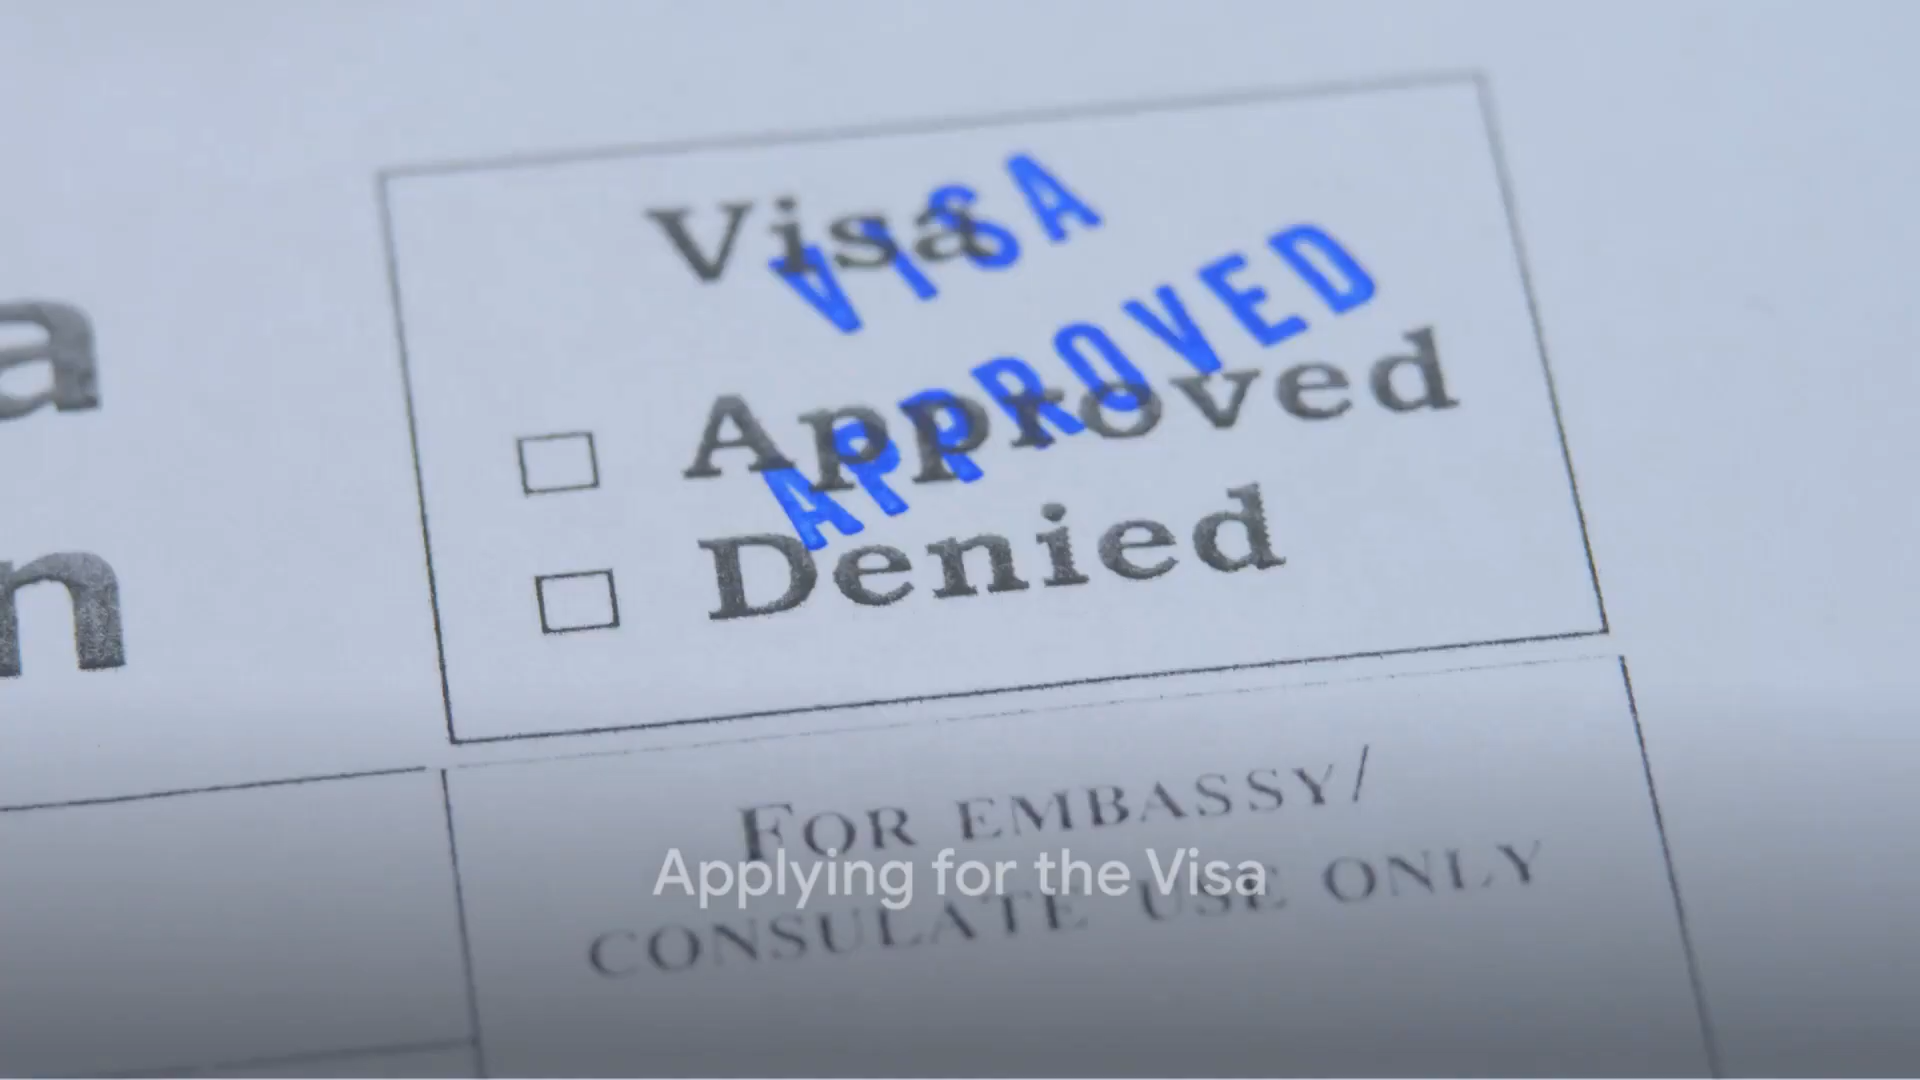 a
n
Visa
VISA
APPROVED
Approved
Denied
FOR EMBASSY/
CONSULATE USE ONLY
Applying for the Visa